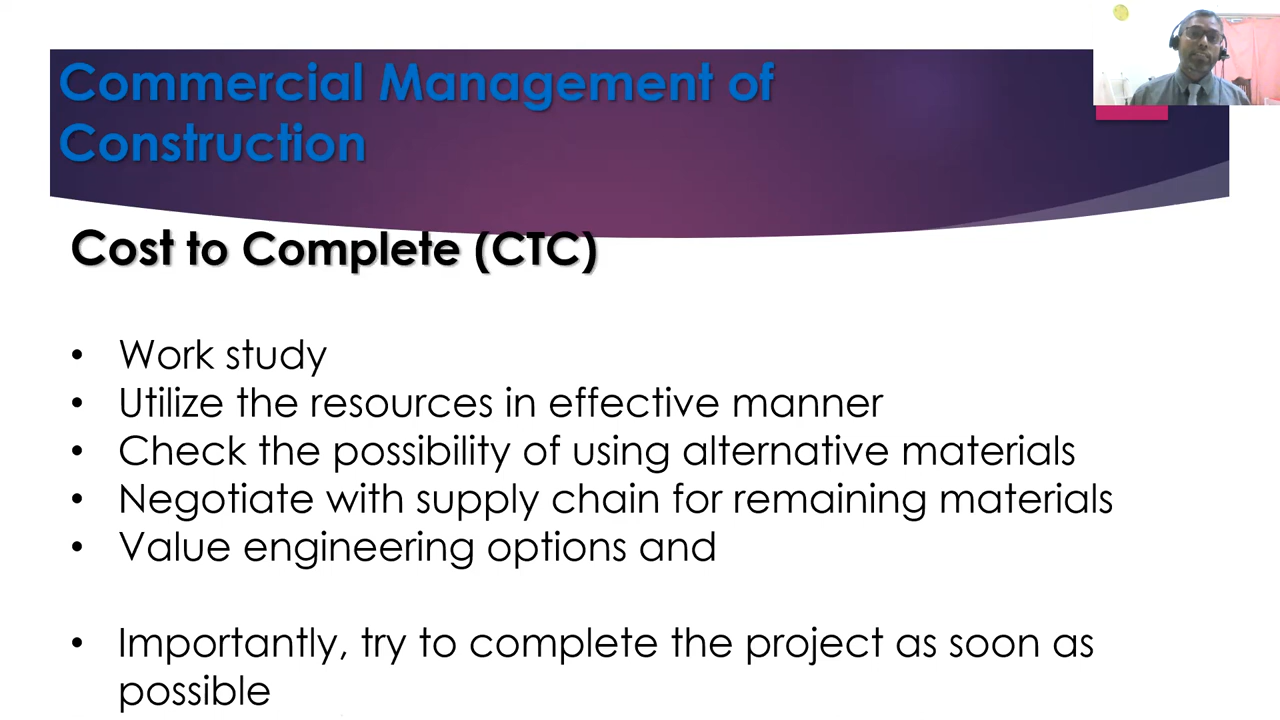 Commercial Management of
Construction
Cost to Complete (CTC)
• Work study
• Utilize the resources in effective manner
• Check the possibility of using alternative materials
• Negotiate with supply chain for remaining materials
• Value engineering options and
• Importantly, try to complete the project as soon as
possible